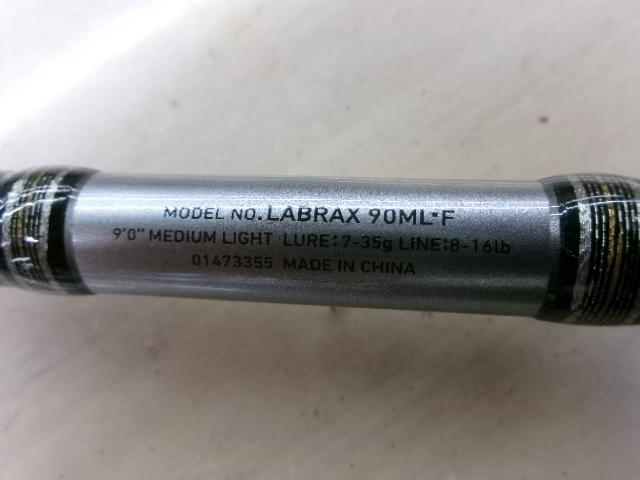 MODEL NO. LABRAX 90ML·F
9'0" MEDIUM LIGHT LURE:7-35g LINE:8-16lb
01473355 MADE IN CHINA